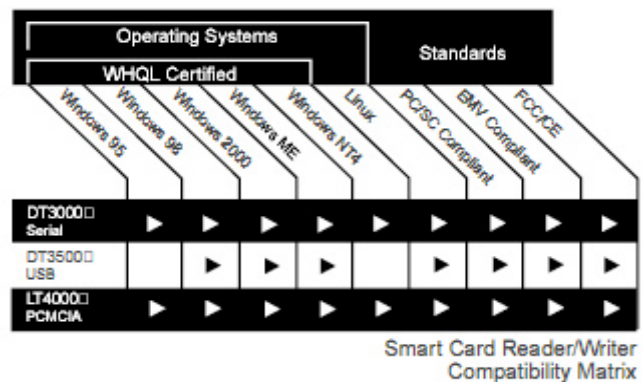 Operating Systems
Standards
WHQL Certified
Windows 95
Windows 98
Windows 2000
Windows ME
Windows NT4
Linux
PC/SC Compliant
EMV Compliant
FCC/CE
DT3000□
Serial
DT3500□
USB
LT4000□
PCMCIA
Smart Card Reader/Writer
Compatibility Matrix